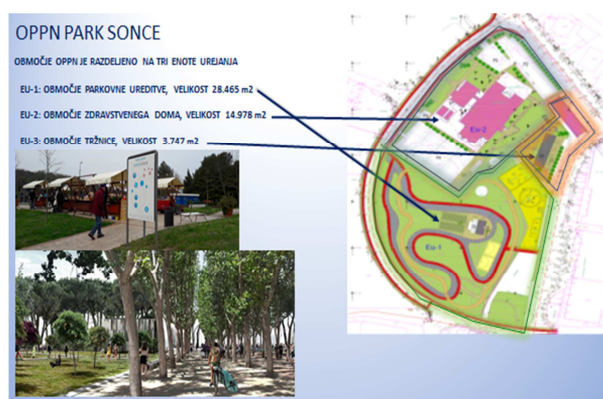 OPPN PARK SONCE
OBMOČJE OPPN JE RAZDELJENO NA TRI ENOTE UREJANJA
EU-1: OBMOČJE PARKOVNE UREDITVE, VELIKOST 28.465 m2
EU-2: OBMOČJE ZDRAVSTVENEGA DOMA, VELIKOST 14.978 m2
EU-3: OBMOČJE TRŽNICE, VELIKOST 3.747 m2
Eu-2
Eu-1